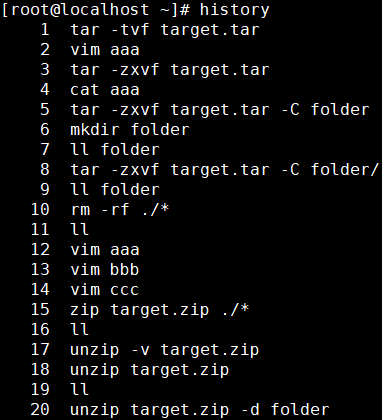 [root@localhost ~]# history
1 tar -tvf target.tar
2 vim aaa
3 tar -zxvf target.tar
4 cat aaa
5 tar -zxvf target.tar -C folder
6 mkdir folder
7 ll folder
8 tar -zxvf target.tar -C folder/
9 ll folder
10 rm -rf ./*
11 ll
12 vim aaa
13 vim bbb
14 vim ccc
15 zip target.zip ./*
16 ll
17 unzip -v target.zip
18 unzip target.zip
19 ll
20 unzip target.zip -d folder